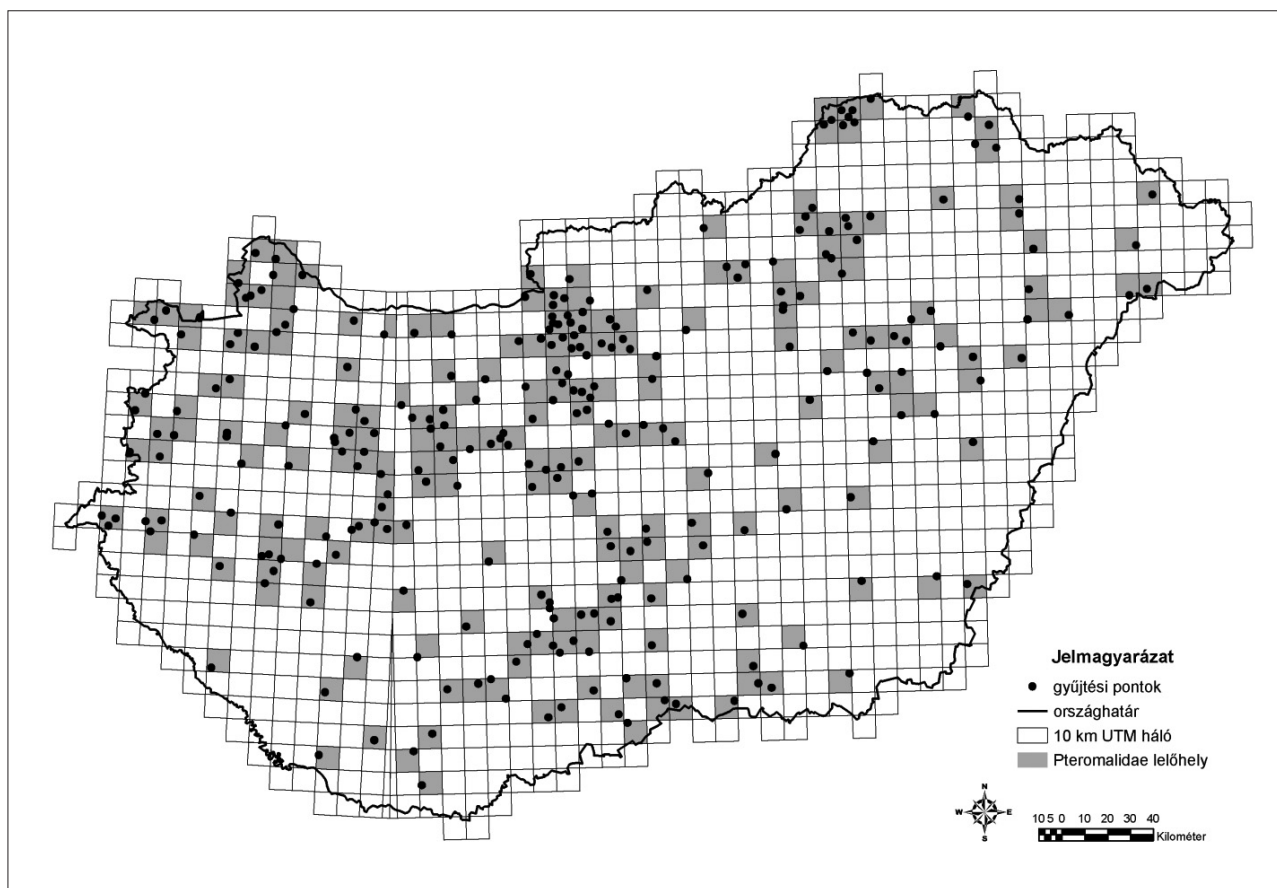 Jelmagyarázat
gyűjtési pontok
országhatár
10 km UTM háló
Pteromalidae lelőhely
N
W E
S
10 5 0 10 20 30 40
Kilométer